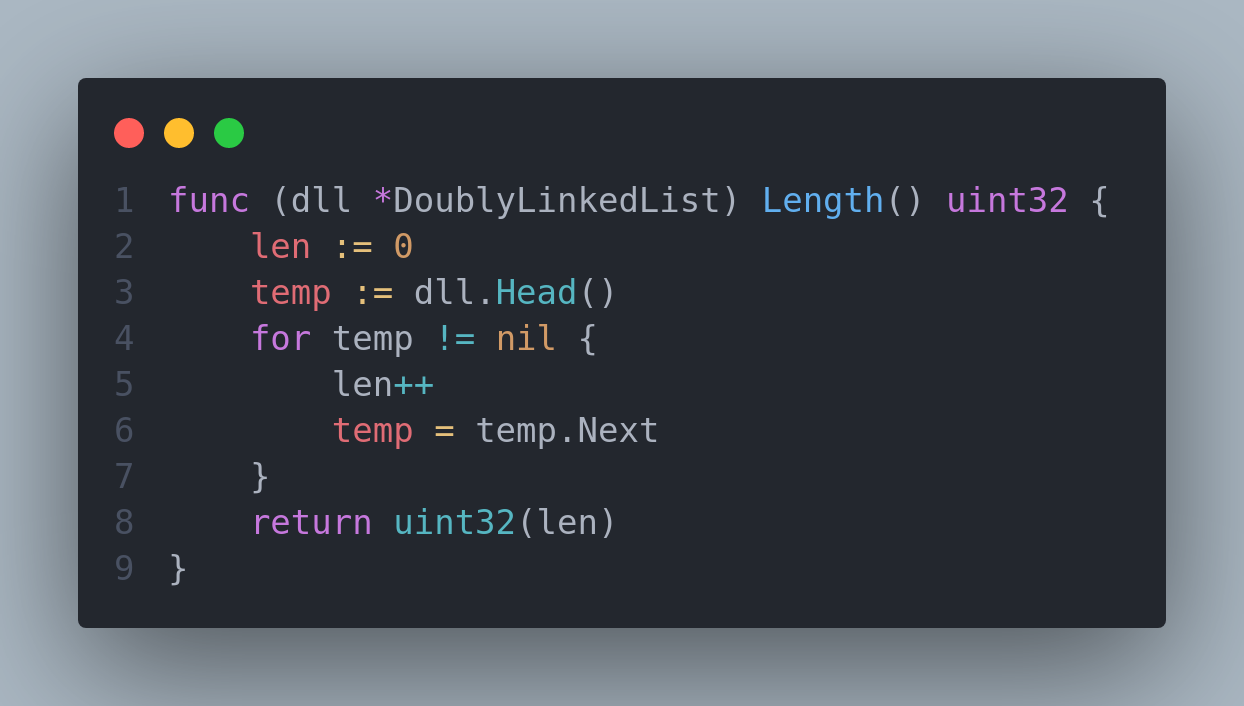 1 func (dll *DoublyLinkedList) Length() uint32 {
2     len := 0
3     temp := dll.Head()
4     for temp != nil {
5         len++
6         temp = temp.Next
7     }
8     return uint32(len)
9 }